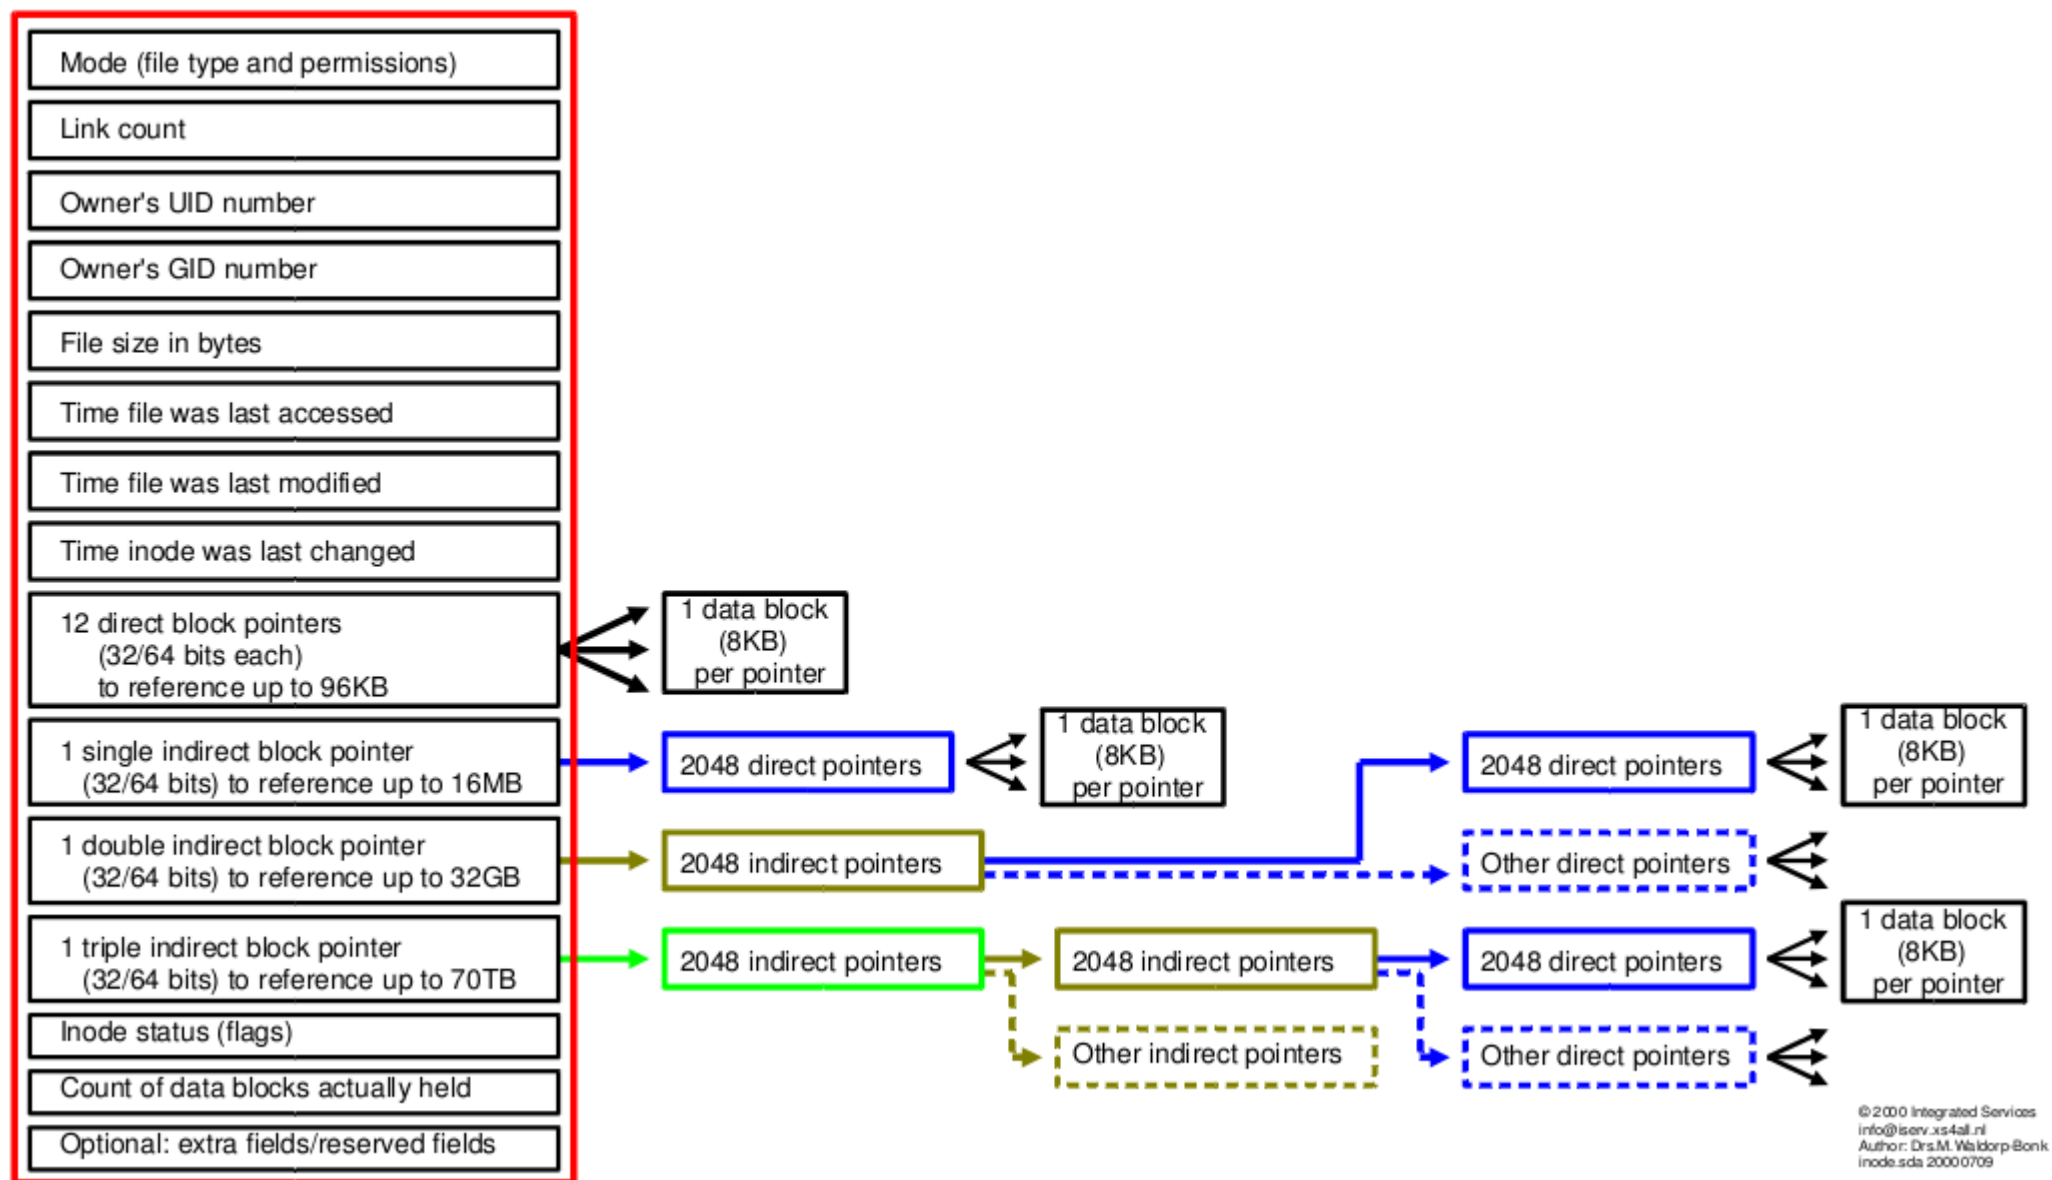 Mode (file type and permissions)
Link count
Owner's UID number
Owner's GID number
File size in bytes
Time file was last accessed
Time file was last modified
Time inode was last changed
12 direct block pointers
(32/64 bits each)
to reference up to 96KB
1 data block
(8KB)
per pointer
1 single indirect block pointer
(32/64 bits) to reference up to 16MB
2048 direct pointers
1 data block
(8KB)
per pointer
2048 direct pointers
1 data block
(8KB)
per pointer
1 double indirect block pointer
(32/64 bits) to reference up to 32GB
2048 indirect pointers
Other direct pointers
1 triple indirect block pointer
(32/64 bits) to reference up to 70TB
2048 indirect pointers
2048 indirect pointers
2048 direct pointers
1 data block
(8KB)
per pointer
Other indirect pointers
Other direct pointers
Inode status (flags)
Count of data blocks actually held
Optional: extra fields/reserved fields
© 2000 Integrated Services
info@iserv.xs4all.nl
Author: Drs.M. Waldorp-Bonk
inode.sda 20000709